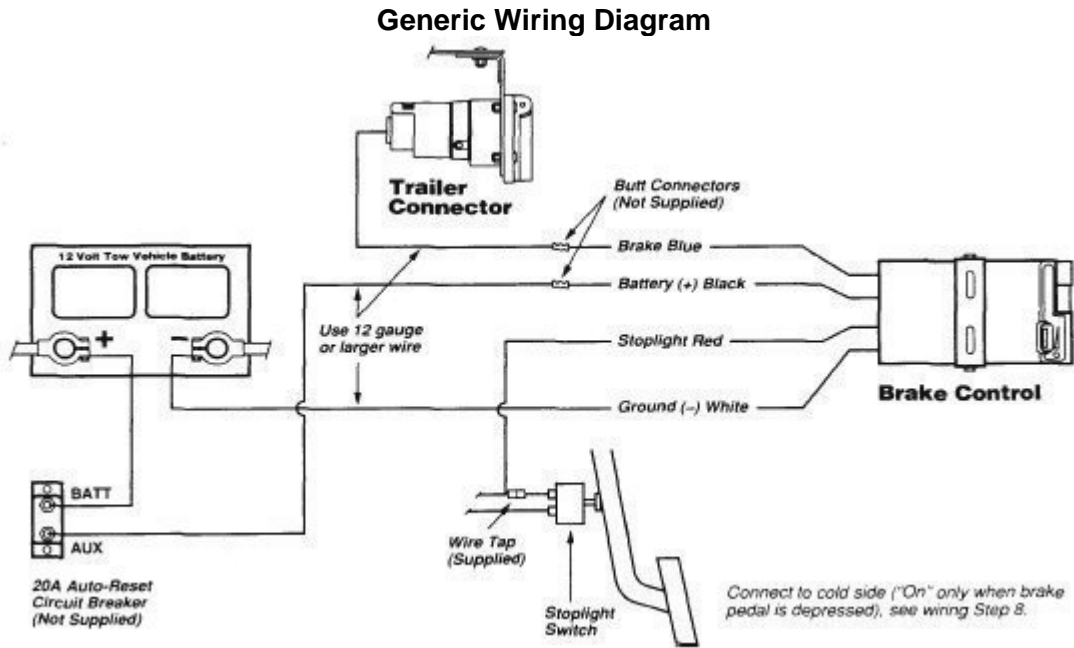 Generic Wiring Diagram
Trailer
Connector
Butt Connectors
(Not Supplied)
12 Volt Tow Vehicle Battery
+
–
Use 12 gauge
or larger wire
Brake Blue
Battery (+) Black
Stoplight Red
Ground (–) White
Brake Control
BATT
AUX
20A Auto-Reset
Circuit Breaker
(Not Supplied)
Wire Tap
(Supplied)
Stoplight
Switch
Connect to cold side ("On" only when brake
pedal is depressed), see wiring Step 8.